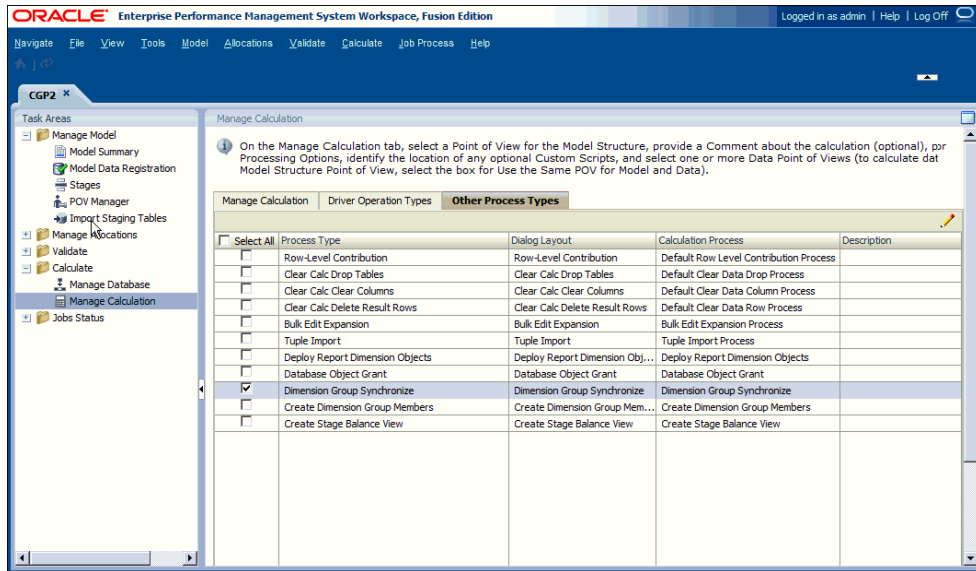 ORACLE® Enterprise Performance Management System Workspace, Fusion Edition Logged in as admin | Help | Log Off
Navigate File View Tools Model Allocations Validate Calculate Job Process Help
CGP2 ×
Task Areas
Manage Model
Model Summary
Model Data Registration
Stages
POV Manager
Import Staging Tables
Manage Allocations
Validate
Calculate
Manage Database
Manage Calculation
Jobs Status
Manage Calculation
On the Manage Calculation tab, select a Point of View for the Model Structure, provide a Comment about the calculation (optional), pr
Processing Options, identify the location of any optional Custom Scripts, and select one or more Data Point of Views (to calculate dat
Model Structure Point of View, select the box for Use the Same POV for Model and Data).
Manage Calculation Driver Operation Types Other Process Types
Select All Process Type Dialog Layout Calculation Process Description
Row-Level Contribution Row-Level Contribution Default Row Level Contribution Process
Clear Calc Drop Tables Clear Calc Drop Tables Default Clear Data Drop Process
Clear Calc Clear Columns Clear Calc Clear Columns Default Clear Data Column Process
Clear Calc Delete Result Rows Clear Calc Delete Result Rows Default Clear Data Row Process
Bulk Edit Expansion Bulk Edit Expansion Bulk Edit Expansion Process
Tuple Import Tuple Import Tuple Import Process
Deploy Report Dimension Objects Deploy Report Dimension Obj... Deploy Report Dimension Objects
Database Object Grant Database Object Grant Database Object Grant
Dimension Group Synchronize Dimension Group Synchronize Dimension Group Synchronize
Create Dimension Group Members Create Dimension Group Mem... Create Dimension Group Members
Create Stage Balance View Create Stage Balance View Create Stage Balance View